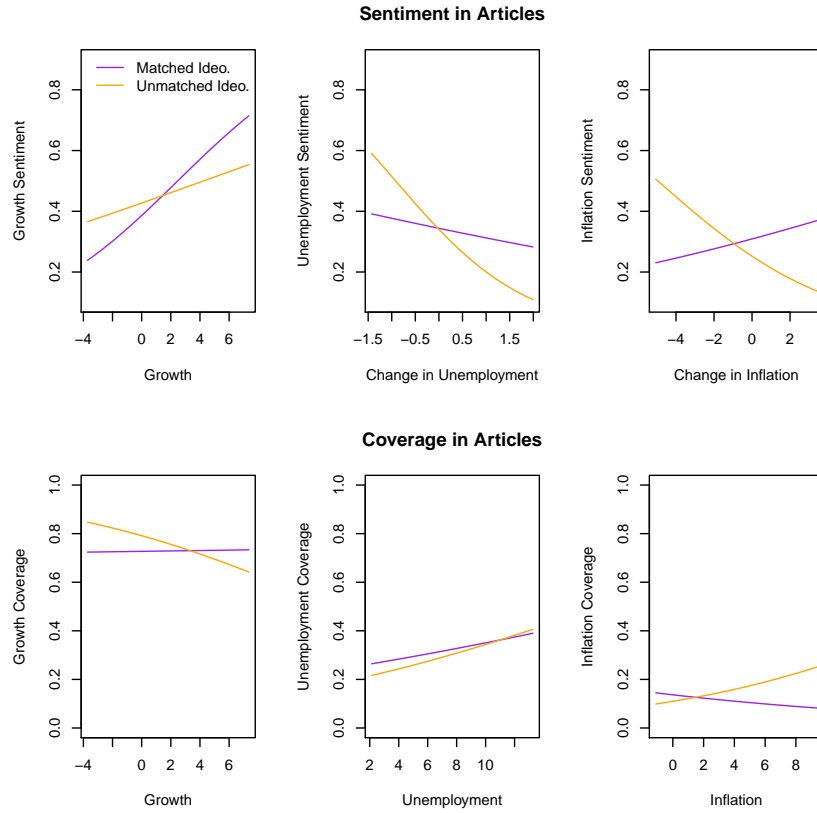 Sentiment in Articles
Matched Ideo.
Unmatched Ideo.
Growth Sentiment
0.2 0.4 0.6 0.8
−4 0 2 4 6
Growth
Unemployment Sentiment
0.2 0.4 0.6 0.8
−1.5 −0.5 0.5 1.5
Change in Unemployment
Inflation Sentiment
0.2 0.4 0.6 0.8
−4 −2 0 2
Change in Inflation
Coverage in Articles
Growth Coverage
0.0 0.2 0.4 0.6 0.8 1.0
−4 0 2 4 6
Growth
Unemployment Coverage
0.0 0.2 0.4 0.6 0.8 1.0
2 4 6 8 10
Unemployment
Inflation Coverage
0.0 0.2 0.4 0.6 0.8 1.0
0 2 4 6 8
Inflation